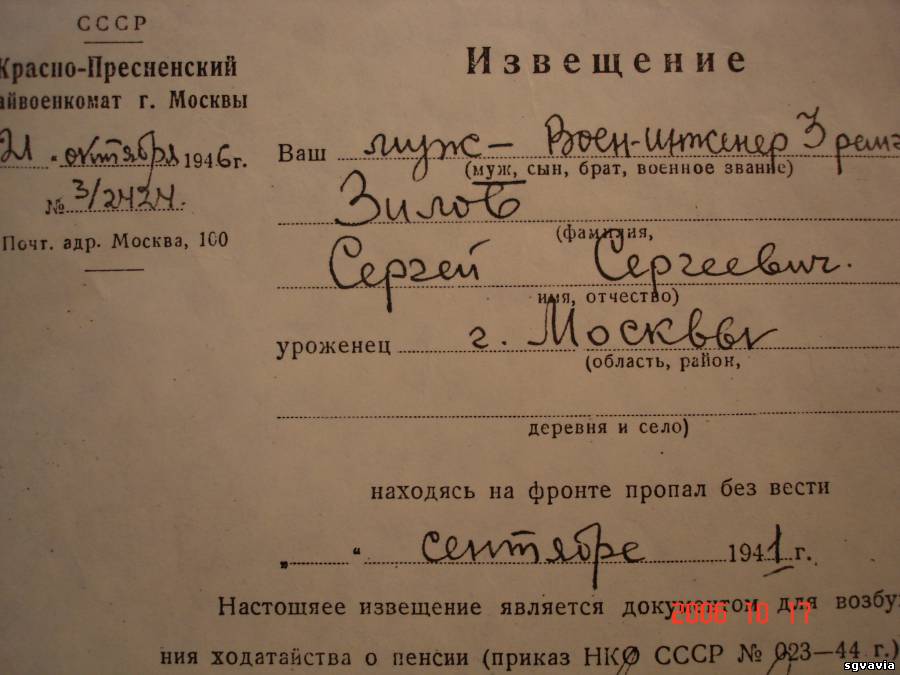 СССР
Красно-Пресненский
айвоенкомат г. Москвы
21 „ октября 1946 г.
№ 3/2424.
Почт. адр. Москва, 100
Извещение
Ваш муж – Воен-инженер 3 ранг
(муж, сын, брат, военное звание)
Зилов
(фамилия,
Сергей Сергеевич.
имя, отчество)
уроженец г. Москвы
(область, район,
деревня и село)
находясь на фронте пропал без вести
„ “ сентябре 1941 г.
Настоящее извещение является документом для возбу
ния ходатайства о пенсии (приказ НКО СССР № 023—44 г.)
2006 10 17
sgvavia